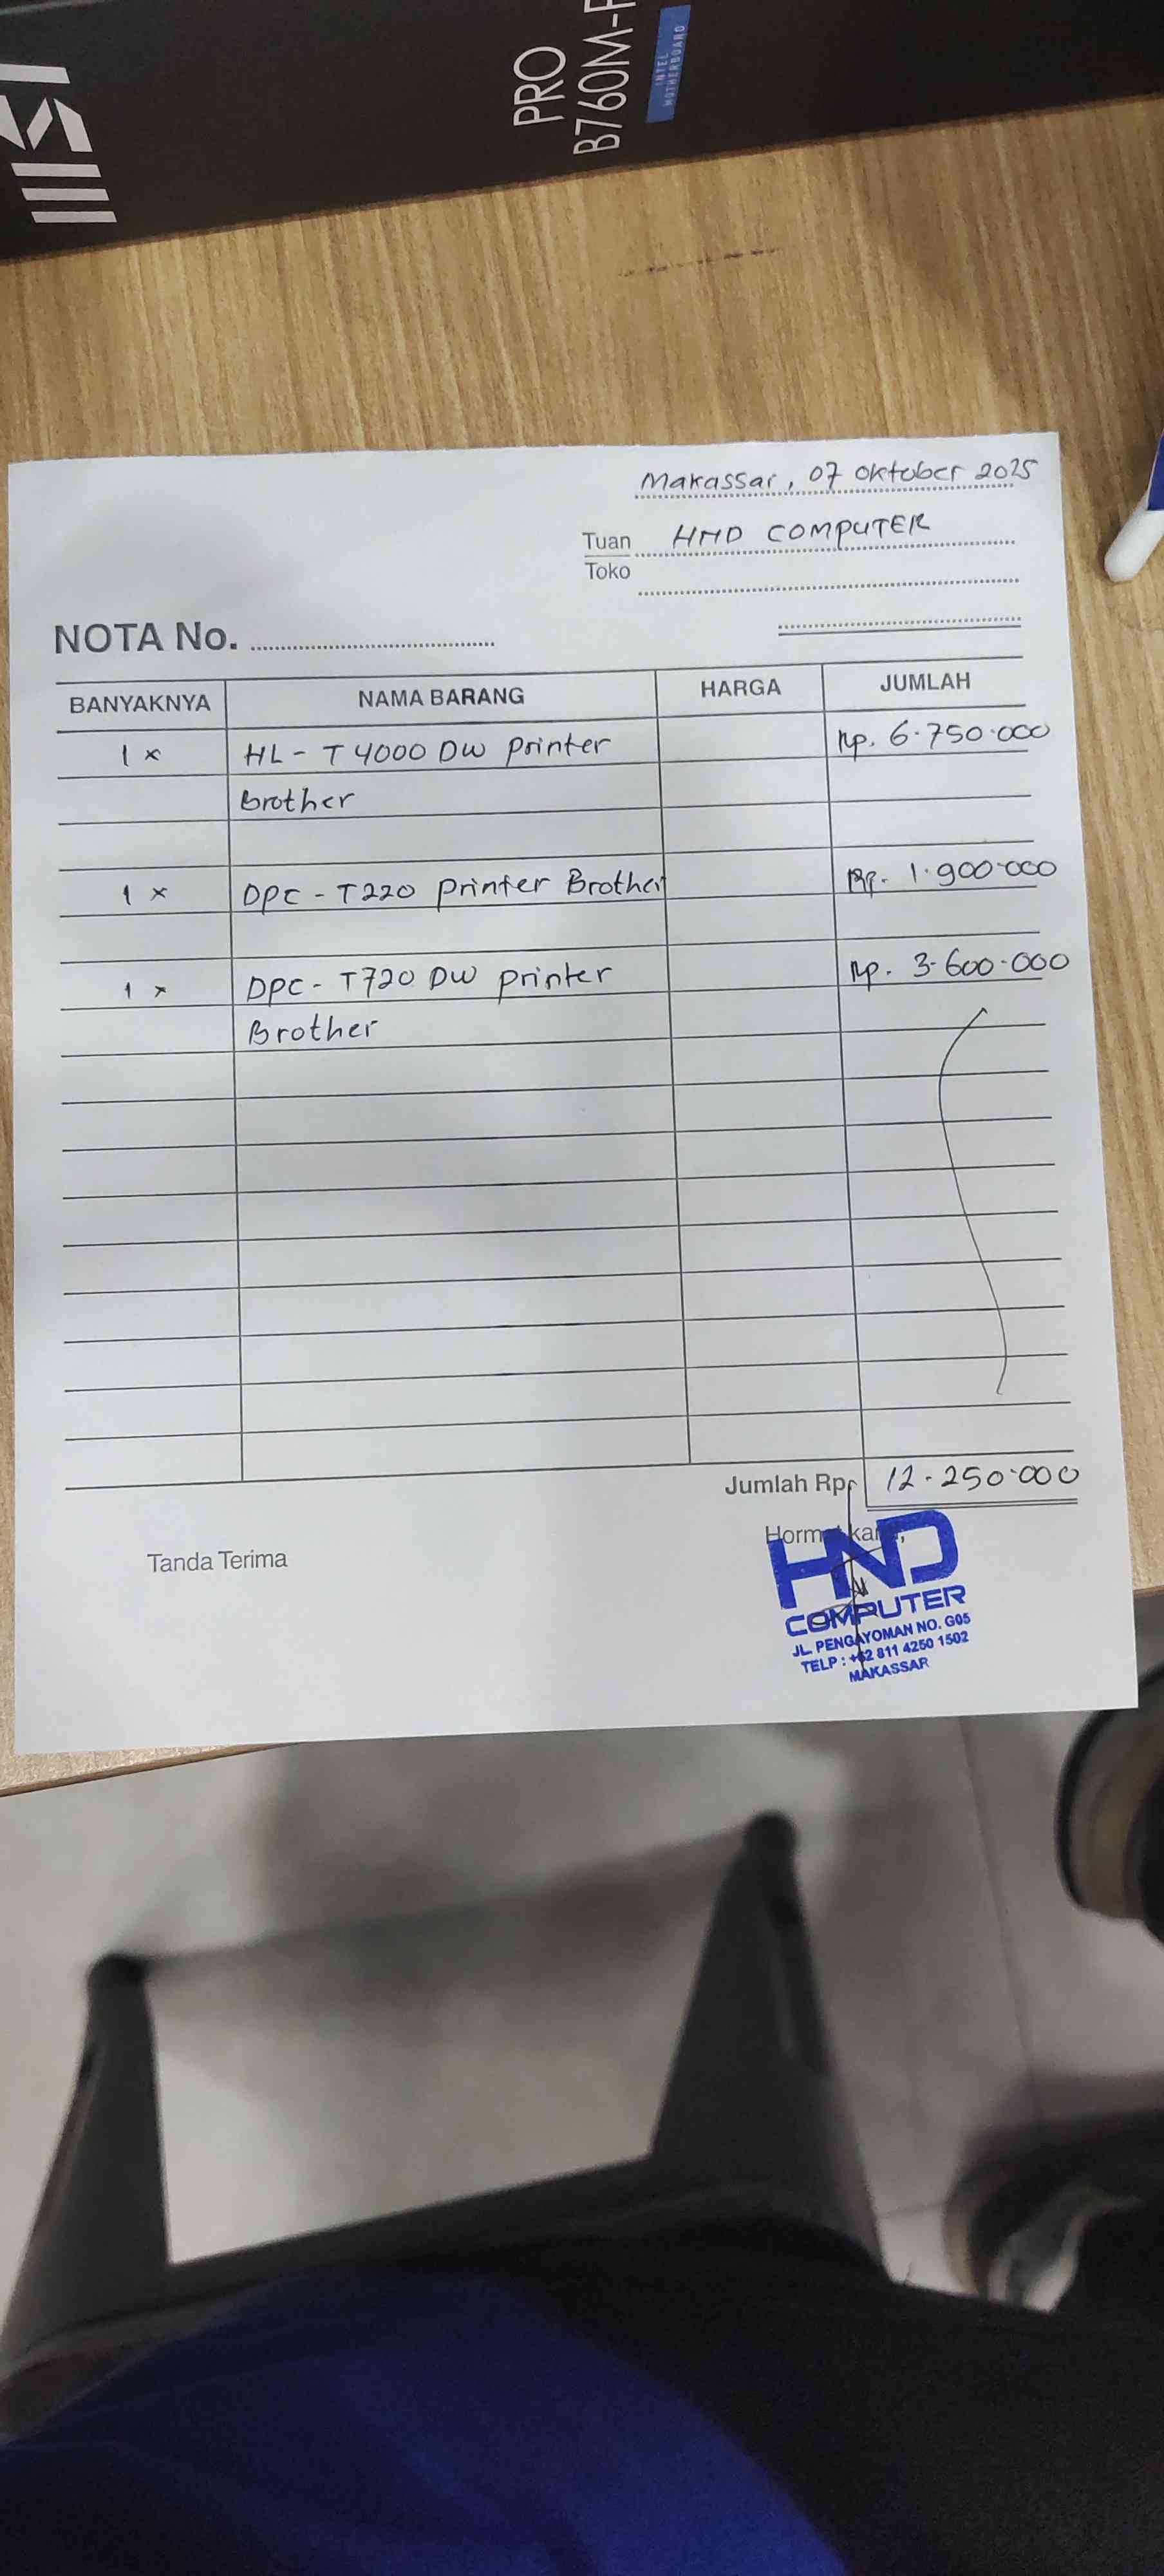 MSI
PRO
B760M-P
INTEL
MOTHERBOARD
Makassar, 07 Oktober 2025
Tuan HND COMPUTER
Toko
NOTA No.
BANYAKNYA NAMA BARANG HARGA JUMLAH
1 x HL - T 4000 DW printer Rp. 6.750.000
Brother
1 x DPC - T220 printer Brother Rp. 1.900.000
1 x DPC - T720 DW printer Rp. 3.600.000
Brother
Jumlah Rp. 12.250.000
Tanda Terima Hormat kami,
HND
COMPUTER
JL. PENGAYOMAN NO. G05
TELP : +62 811 4250 1502
MAKASSAR